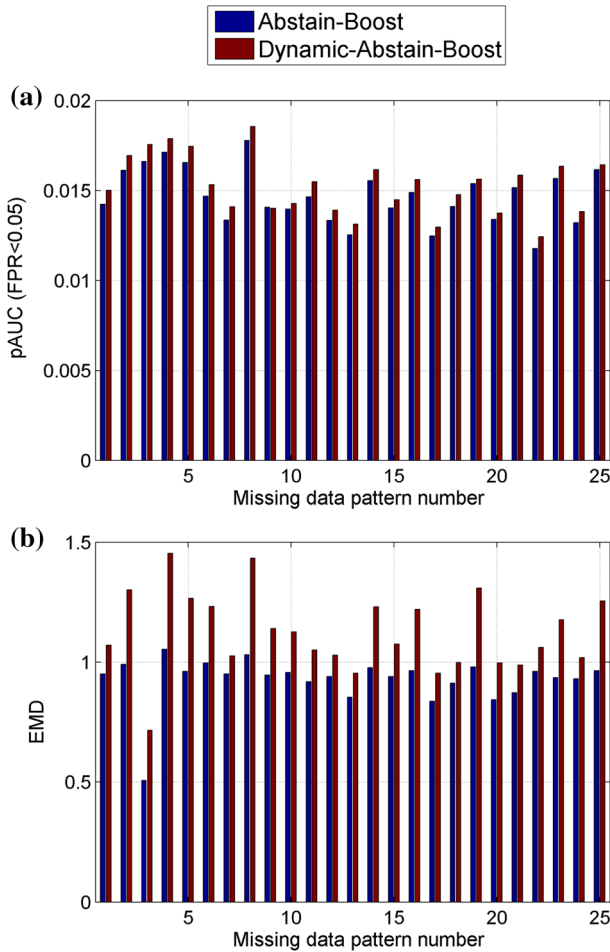 Abstain-Boost
Dynamic-Abstain-Boost
(a)
0.02
0.015
0.01
0.005
0
pAUC (FPR<0.05)
5 10 15 20 25
Missing data pattern number
(b)
1.5
1
0.5
0
EMD
5 10 15 20 25
Missing data pattern number